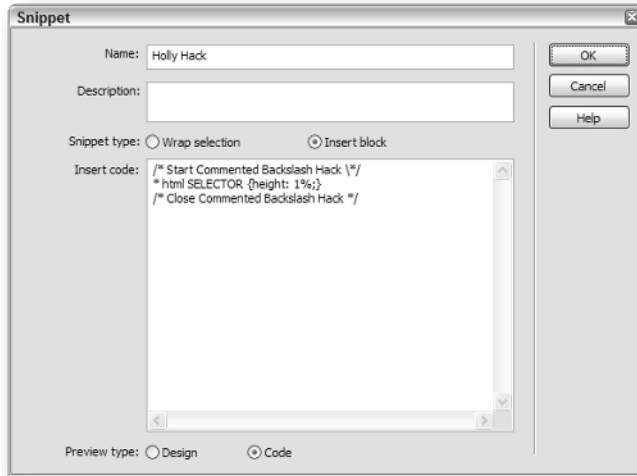 Snippet
Name: Holly Hack
OK
Description:
Cancel
Help
Snippet type: Wrap selection Insert block
Insert code: /* Start Commented Backslash Hack \*/
* html SELECTOR {height: 1%;}
/* Close Commented Backslash Hack */
Preview type: Design Code